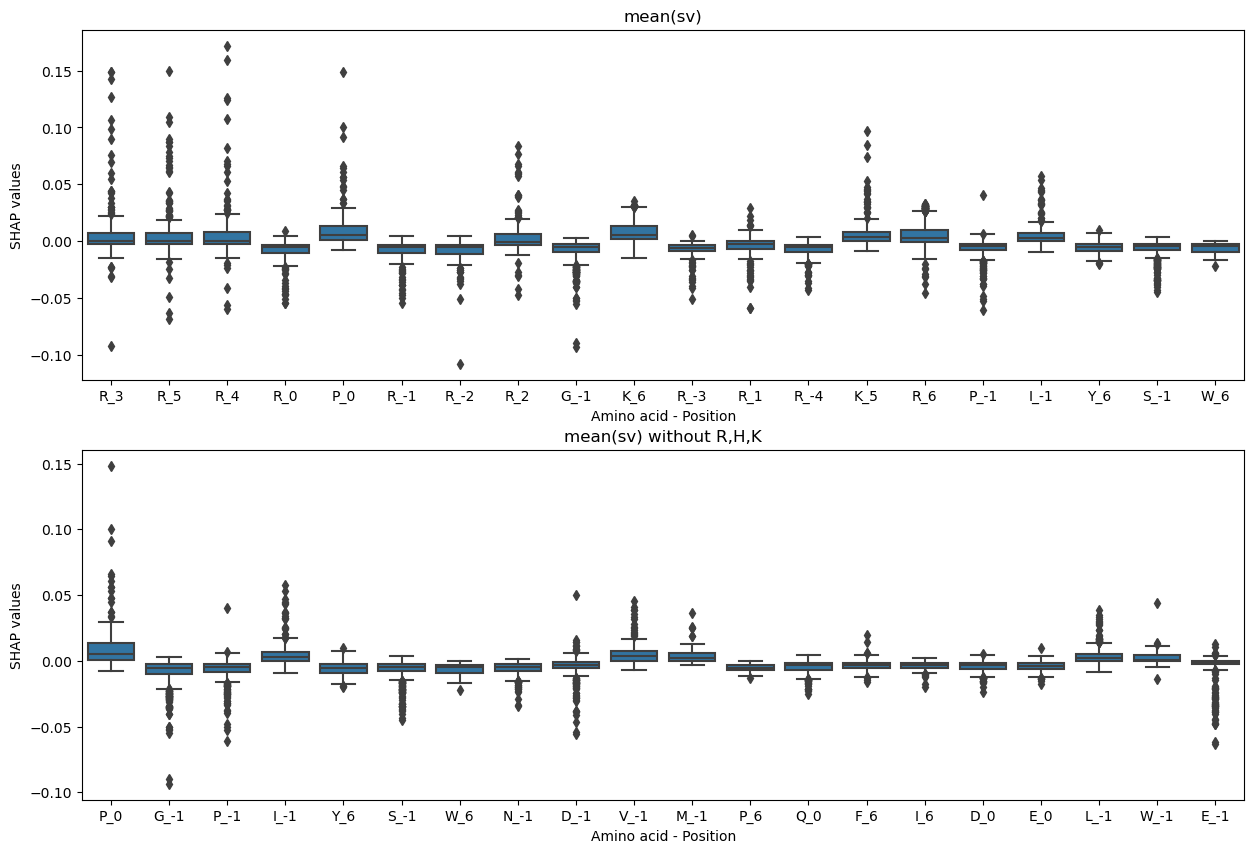 mean(sv)
0.15
0.10
0.05
0.00
−0.05
−0.10
SHAP values
R_3 R_5 R_4 R_0 P_0 R_-1 R_-2 R_2 G_-1 K_6 R_-3 R_1 R_-4 K_5 R_6 P_-1 I_-1 Y_6 S_-1 W_6
Amino acid - Position
mean(sv) without R,H,K
0.15
0.10
0.05
0.00
−0.05
−0.10
SHAP values
P_0 G_-1 P_-1 I_-1 Y_6 S_-1 W_6 N_-1 D_-1 V_-1 M_-1 P_6 Q_0 F_6 I_6 D_0 E_0 L_-1 W_-1 E_-1
Amino acid - Position